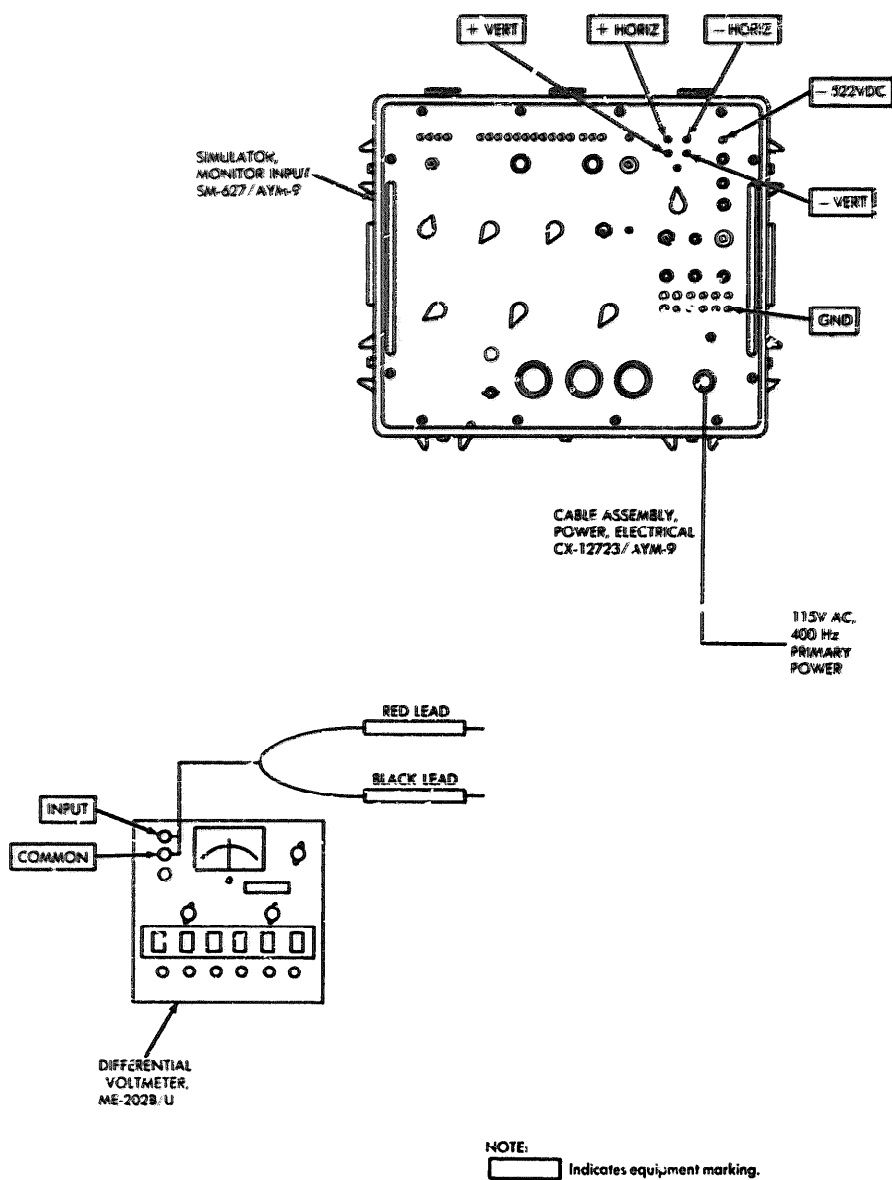 + VERT
+ HORIZ
- HORIZ
- 522VDC
SIMULATOR,
MONITOR INPUT
SM-627/AYM-9
- VERT
GND
CABLE ASSEMBLY,
POWER, ELECTRICAL
CX-12723/AYM-9
115V AC,
400 Hz
PRIMARY
POWER
RED LEAD
BLACK LEAD
INPUT
COMMON
DIFFERENTIAL
VOLTMETER,
ME-202B/U
NOTE:
Indicates equipment marking.